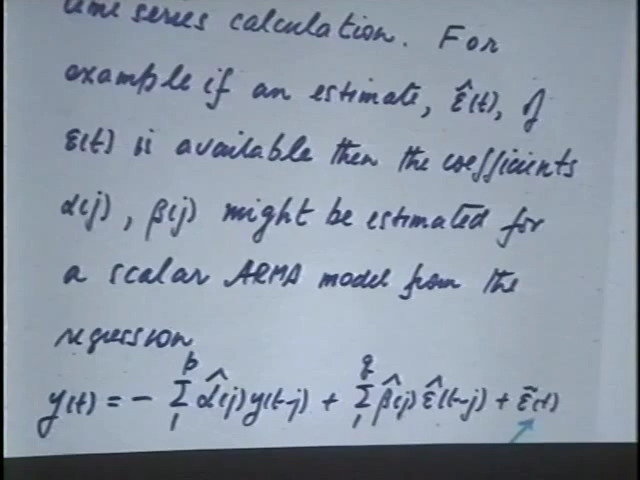 time series calculation. For
example if an estimate, ε̂(t), of
ε(t) is available then the coefficients
α(j), β(j) might be estimated for
a scalar ARMA model from the
regression
y(t) = - Σ₁ᵖ α̂(j)y(t-j) + Σ₁^q β̂(j) ε̂(t-j) + ε̃(t)